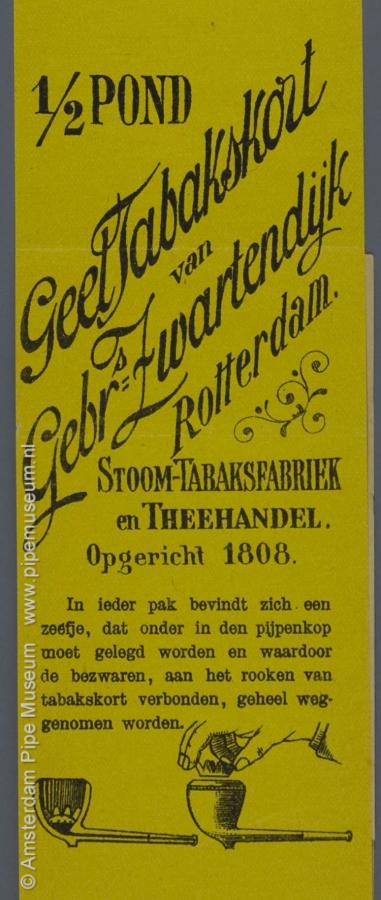 ½ POND
Geel Tabakskort
van
Gebrs Zwartendijk
Rotterdam.
STOOM-TABAKSFABRIEK
en THEEHANDEL.
Opgericht 1808.
In ieder pak bevindt zich een
zeefje, dat onder in den pijpenkop
moet gelegd worden en waardoor
de bezwaren, aan het rooken van
tabakskort verbonden, geheel weg-
genomen worden.
© Amsterdam Pipe Museum www.pipemuseum.nl